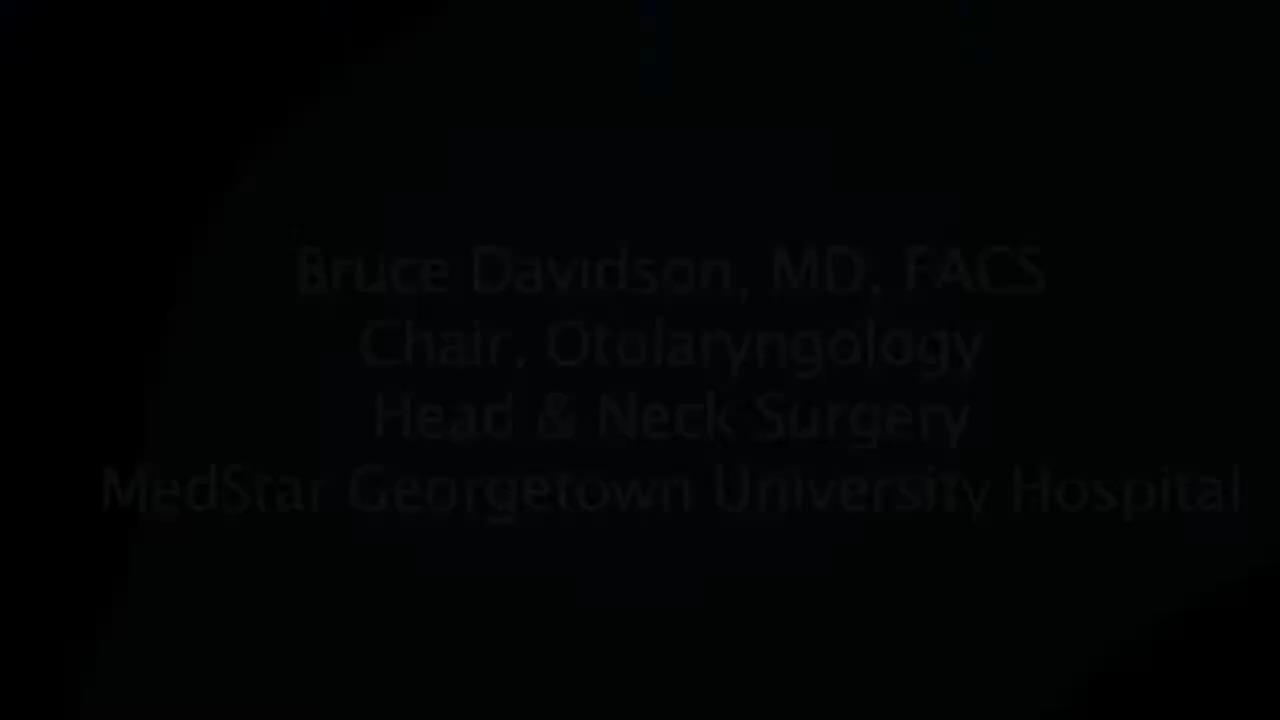 Bruce Davidson, MD, FACS
Chair, Otolaryngology
Head & Neck Surgery
MedStar Georgetown University Hospital